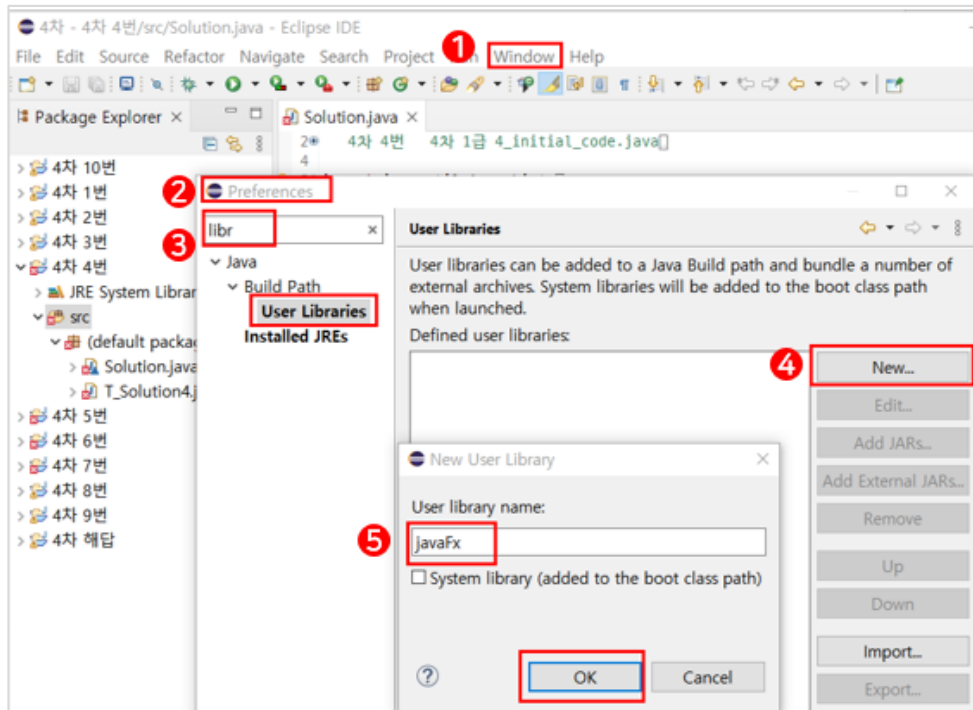 4차 - 4차 4번/src/Solution.java - Eclipse IDE
1
File Edit Source Refactor Navigate Search Project Window Help
Package Explorer
Solution.java
2 4차 4번 4차 1급 4_initial_code.java
4
4차 10번
4차 1번
4차 2번
4차 3번
4차 4번
JRE System Librar
src
(default packag
Solution.java
T_Solution4.j
4차 5번
4차 6번
4차 7번
4차 8번
4차 9번
4차 해답
2 Preferences
3 libr
Java
Build Path
User Libraries
Installed JREs
User Libraries
User libraries can be added to a Java Build path and bundle a number of
external archives. System libraries will be added to the boot class path
when launched.
Defined user libraries:
4 New...
Edit...
Add JARs...
Add External JARs...
Remove
Up
Down
Import...
Export...
New User Library
User library name:
5 javaFx
System library (added to the boot class path)
?
OK Cancel